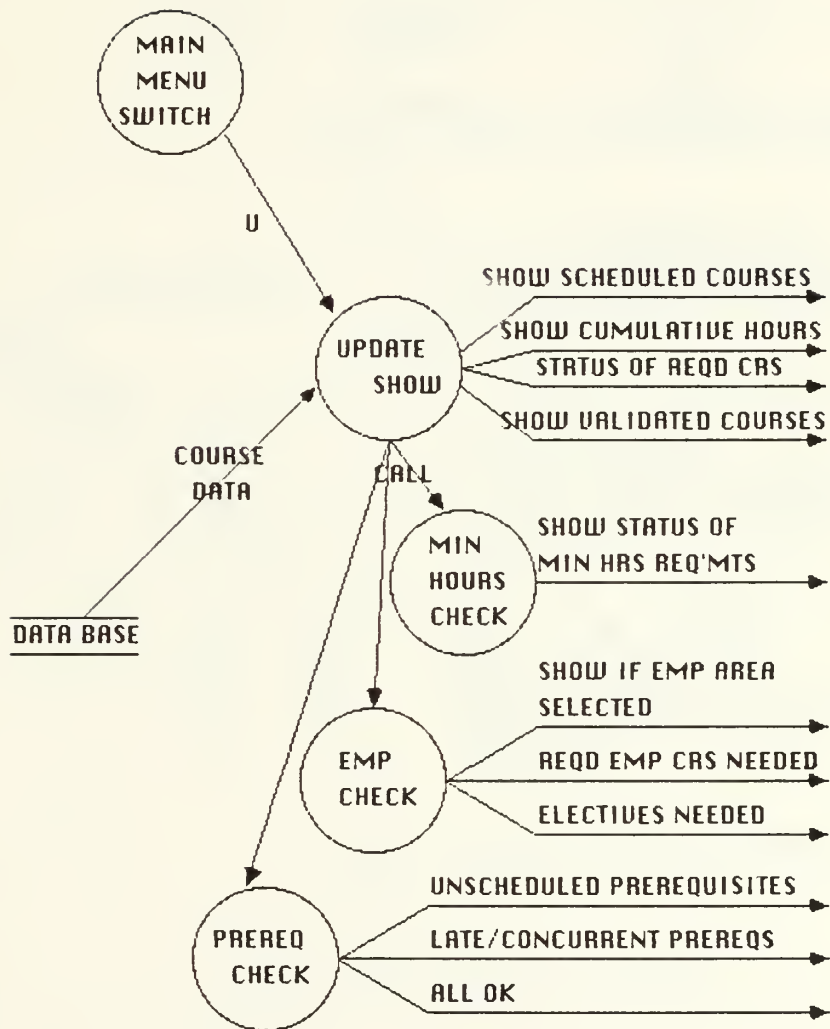 MAIN
MENU
SWITCH
U
SHOW SCHEDULED COURSES
SHOW CUMULATIVE HOURS
STATUS OF REQD CRS
SHOW VALIDATED COURSES
UPDATE
SHOW
COURSE
DATA
CALL
DATA BASE
MIN
HOURS
CHECK
SHOW STATUS OF
MIN HRS REQ'MTS
EMP
CHECK
SHOW IF EMP AREA
SELECTED
REQD EMP CRS NEEDED
ELECTIVES NEEDED
PREREQ
CHECK
UNSCHEDULED PREREQUISITES
LATE/CONCURRENT PREREQS
ALL OK